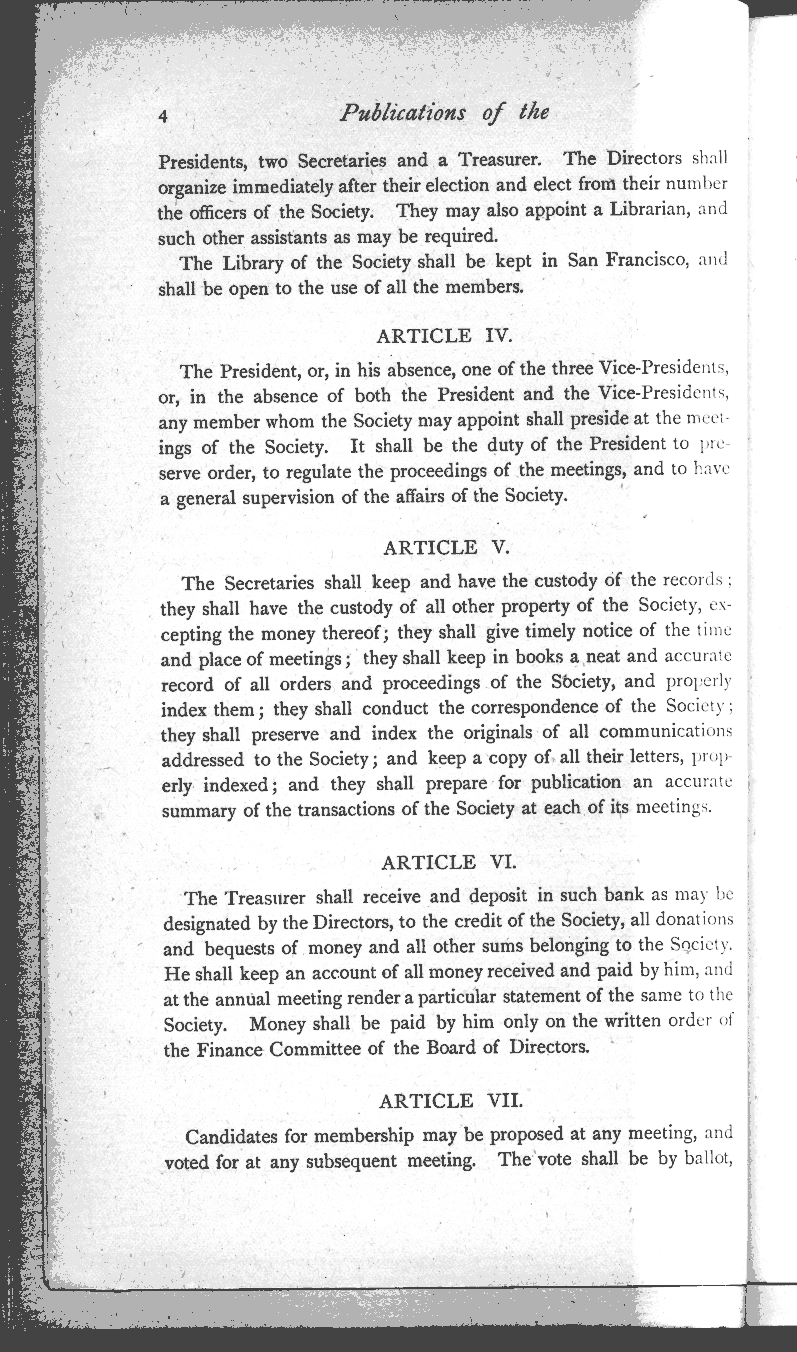 4 Publications of the
Presidents, two Secretaries and a Treasurer. The Directors shall
organize immediately after their election and elect from their number
the officers of the Society. They may also appoint a Librarian, and
such other assistants as may be required.
The Library of the Society shall be kept in San Francisco, and
shall be open to the use of all the members.
ARTICLE IV.
The President, or, in his absence, one of the three Vice-Presidents,
or, in the absence of both the President and the Vice-Presidents,
any member whom the Society may appoint shall preside at the meet-
ings of the Society. It shall be the duty of the President to pre-
serve order, to regulate the proceedings of the meetings, and to have
a general supervision of the affairs of the Society.
ARTICLE V.
The Secretaries shall keep and have the custody of the records;
they shall have the custody of all other property of the Society, ex-
cepting the money thereof; they shall give timely notice of the time
and place of meetings; they shall keep in books a neat and accurate
record of all orders and proceedings of the Society, and properly
index them; they shall conduct the correspondence of the Society;
they shall preserve and index the originals of all communications
addressed to the Society; and keep a copy of all their letters, prop-
erly indexed; and they shall prepare for publication an accurate
summary of the transactions of the Society at each of its meetings.
ARTICLE VI.
The Treasurer shall receive and deposit in such bank as may be
designated by the Directors, to the credit of the Society, all donations
and bequests of money and all other sums belonging to the Society.
He shall keep an account of all money received and paid by him, and
at the annual meeting render a particular statement of the same to the
Society. Money shall be paid by him only on the written order of
the Finance Committee of the Board of Directors.
ARTICLE VII.
Candidates for membership may be proposed at any meeting, and
voted for at any subsequent meeting. The vote shall be by ballot,